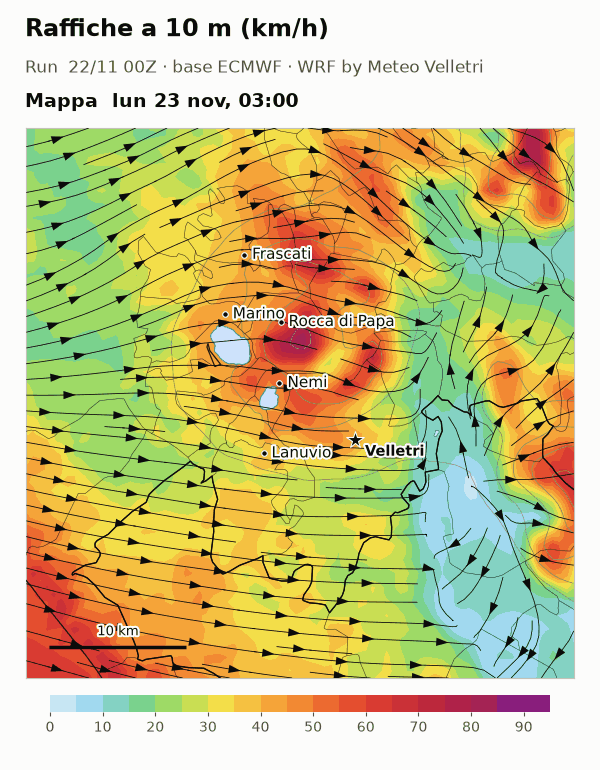 Raffiche a 10 m (km/h)
Run 22/11 00Z · base ECMWF · WRF by Meteo Velletri
Mappa lun 23 nov, 03:00
Frascati
Marino
Rocca di Papa
Nemi
Velletri
Lanuvio
10 km
0 10 20 30 40 50 60 70 80 90